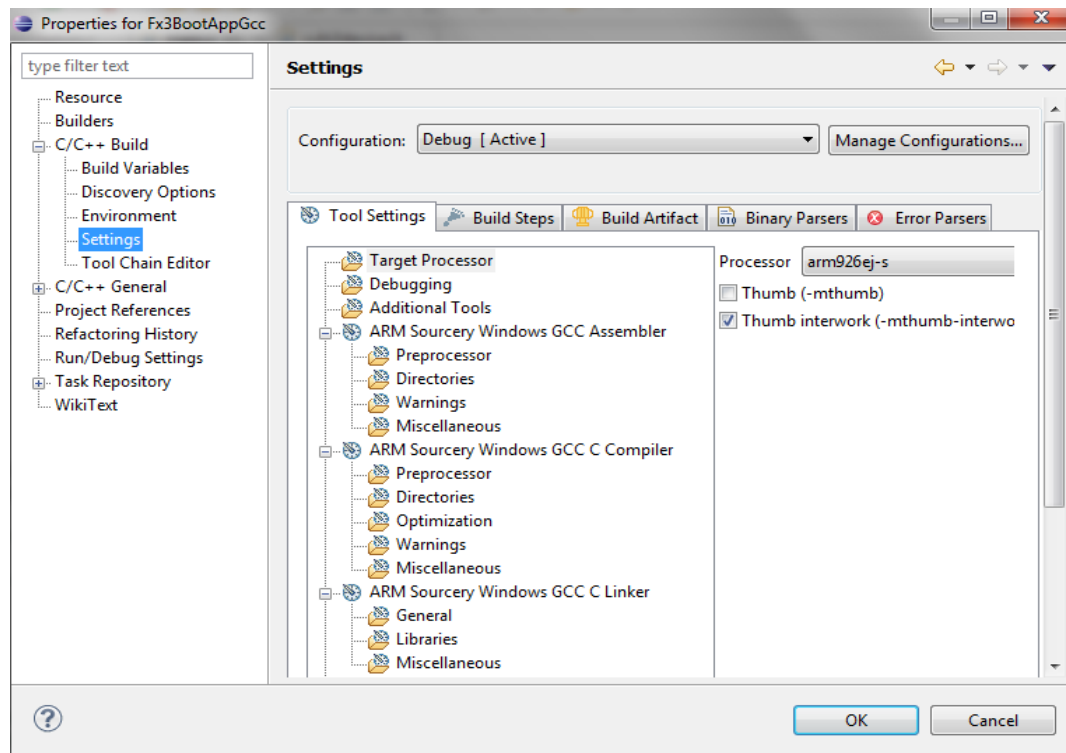 Properties for Fx3BootAppGcc
type filter text
Resource
Builders
C/C++ Build
Build Variables
Discovery Options
Environment
Settings
Tool Chain Editor
C/C++ General
Project References
Refactoring History
Run/Debug Settings
Task Repository
WikiText
Settings
Configuration: Debug [ Active ] Manage Configurations...
Tool Settings Build Steps Build Artifact Binary Parsers Error Parsers
Target Processor
Debugging
Additional Tools
ARM Sourcery Windows GCC Assembler
Preprocessor
Directories
Warnings
Miscellaneous
ARM Sourcery Windows GCC C Compiler
Preprocessor
Directories
Optimization
Warnings
Miscellaneous
ARM Sourcery Windows GCC C Linker
General
Libraries
Miscellaneous
Processor arm926ej-s
Thumb (-mthumb)
Thumb interwork (-mthumb-interwo
OK Cancel